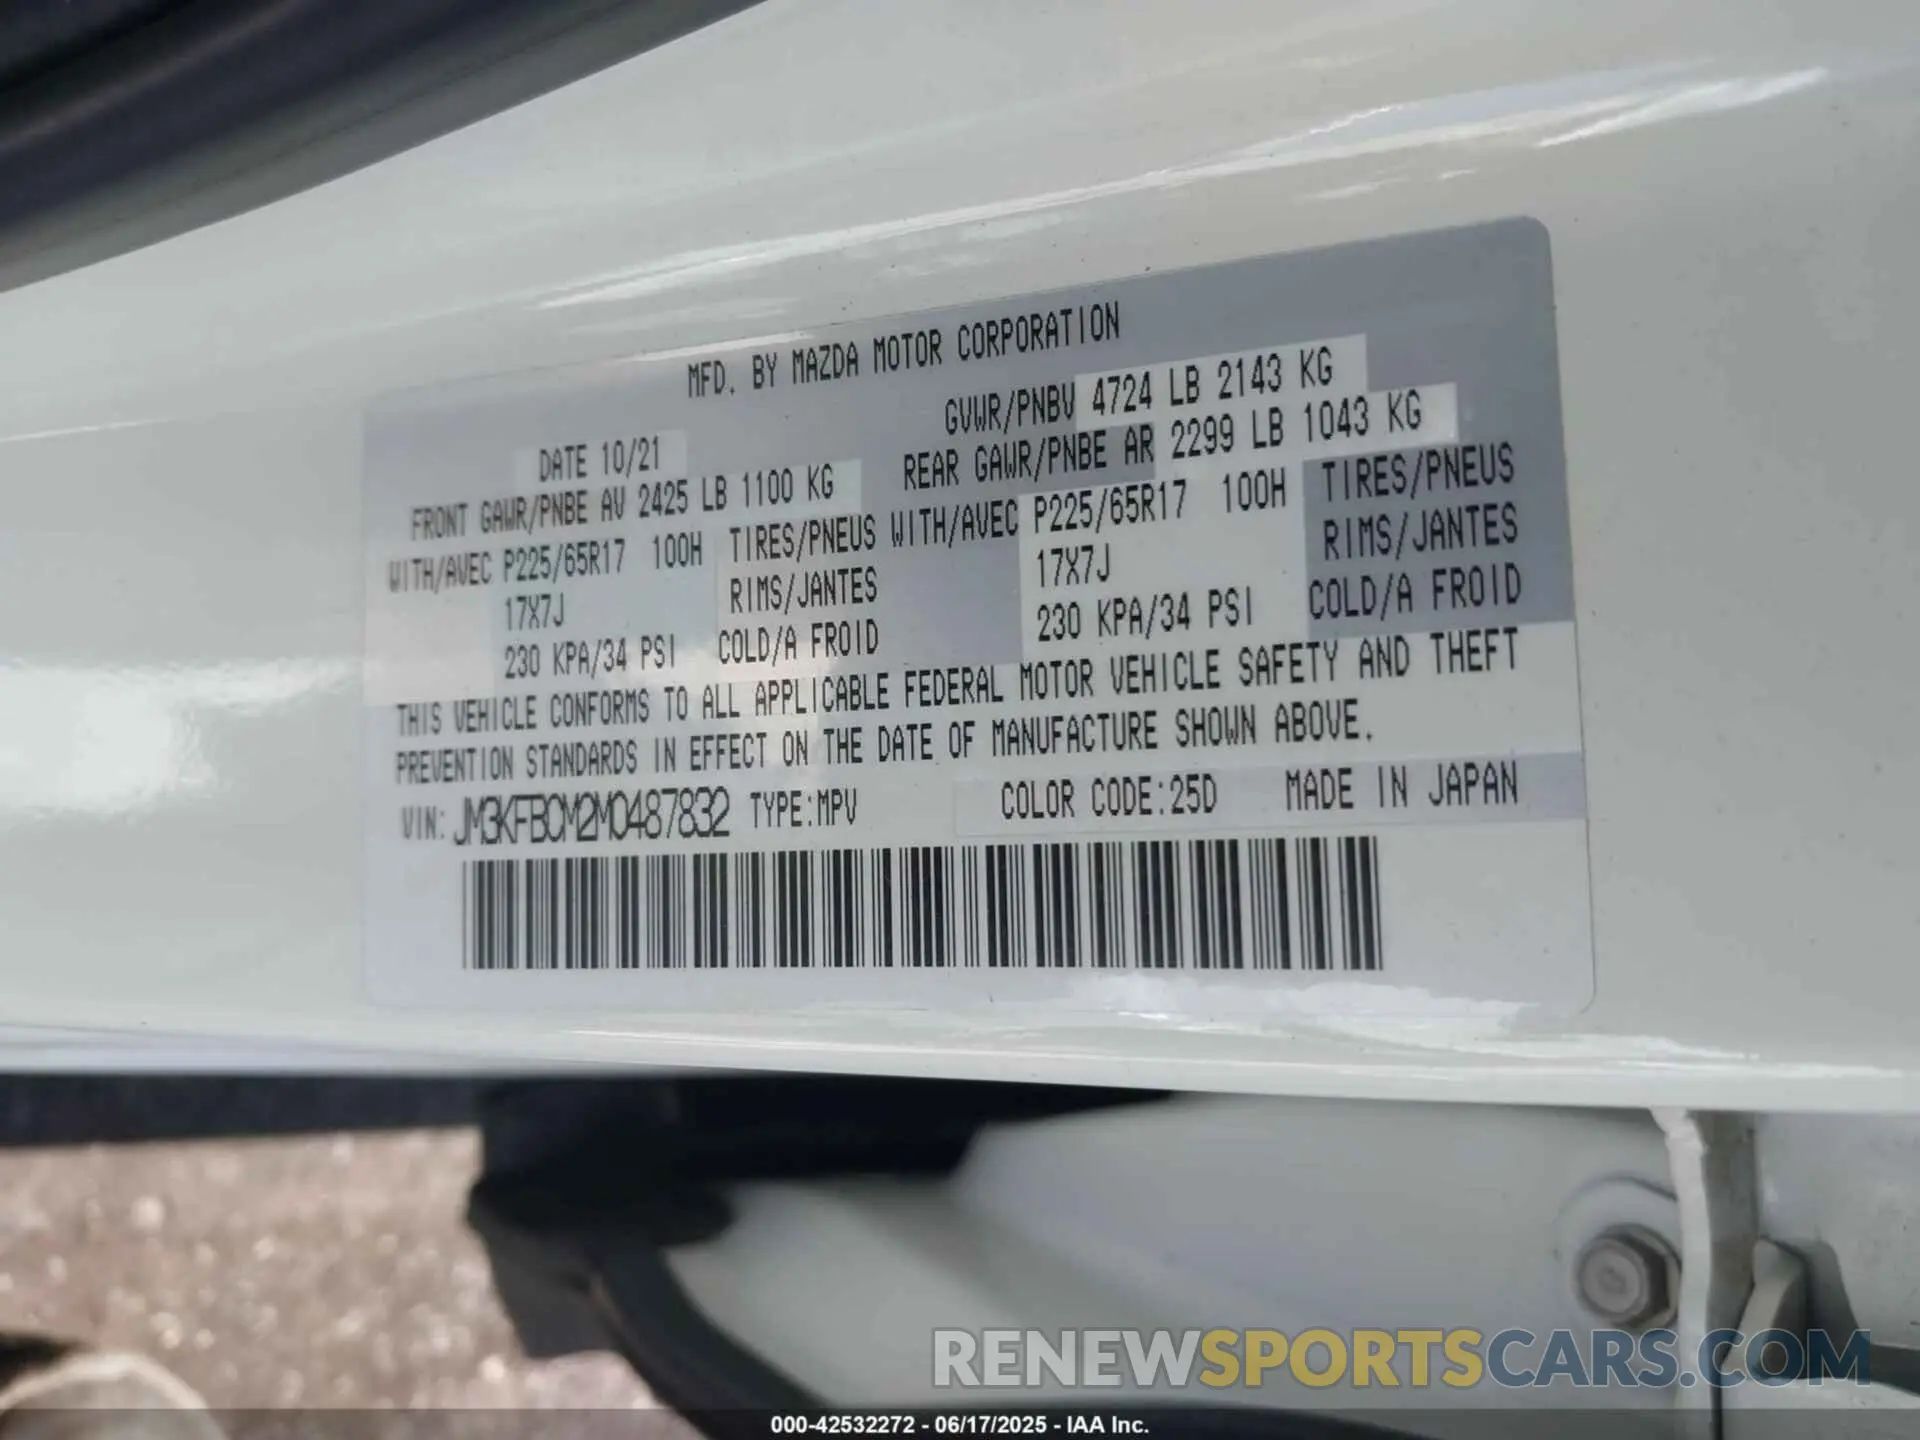 MFD. BY MAZDA MOTOR CORPORATION
DATE 10/21 GVWR/PNBV 4724 LB 2143 KG
FRONT GAWR/PNBE AV 2425 LB 1100 KG REAR GAWR/PNBE AR 2299 LB 1043 KG
WITH/AVEC P225/65R17 100H TIRES/PNEUS WITH/AVEC P225/65R17 100H TIRES/PNEUS
17X7J RIMS/JANTES 17X7J RIMS/JANTES
230 KPA/34 PSI COLD/A FROID 230 KPA/34 PSI COLD/A FROID
THIS VEHICLE CONFORMS TO ALL APPLICABLE FEDERAL MOTOR VEHICLE SAFETY AND THEFT
PREVENTION STANDARDS IN EFFECT ON THE DATE OF MANUFACTURE SHOWN ABOVE.
VIN: JM3KFBCM2M0487832 TYPE:MPV COLOR CODE:25D MADE IN JAPAN
RENEWSPORTSCARS.COM
000-42532272 - 06/17/2025 - IAA Inc.